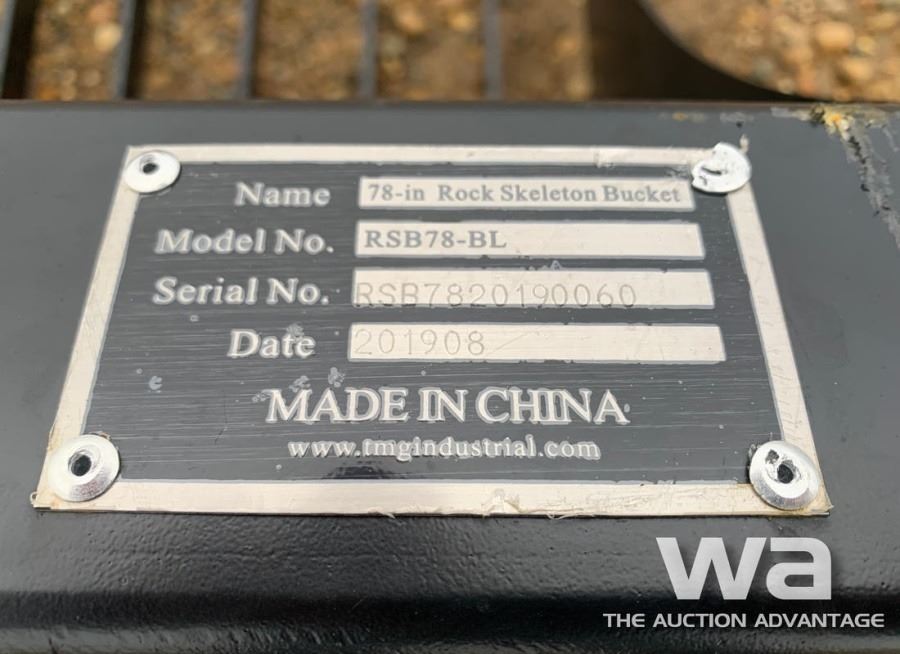 Name 78-in Rock Skeleton Bucket
Model No. RSB78-BL
Serial No. RSB7820190060
Date 201908
MADE IN CHINA
www.tmgindustrial.com
wa
THE AUCTION ADVANTAGE